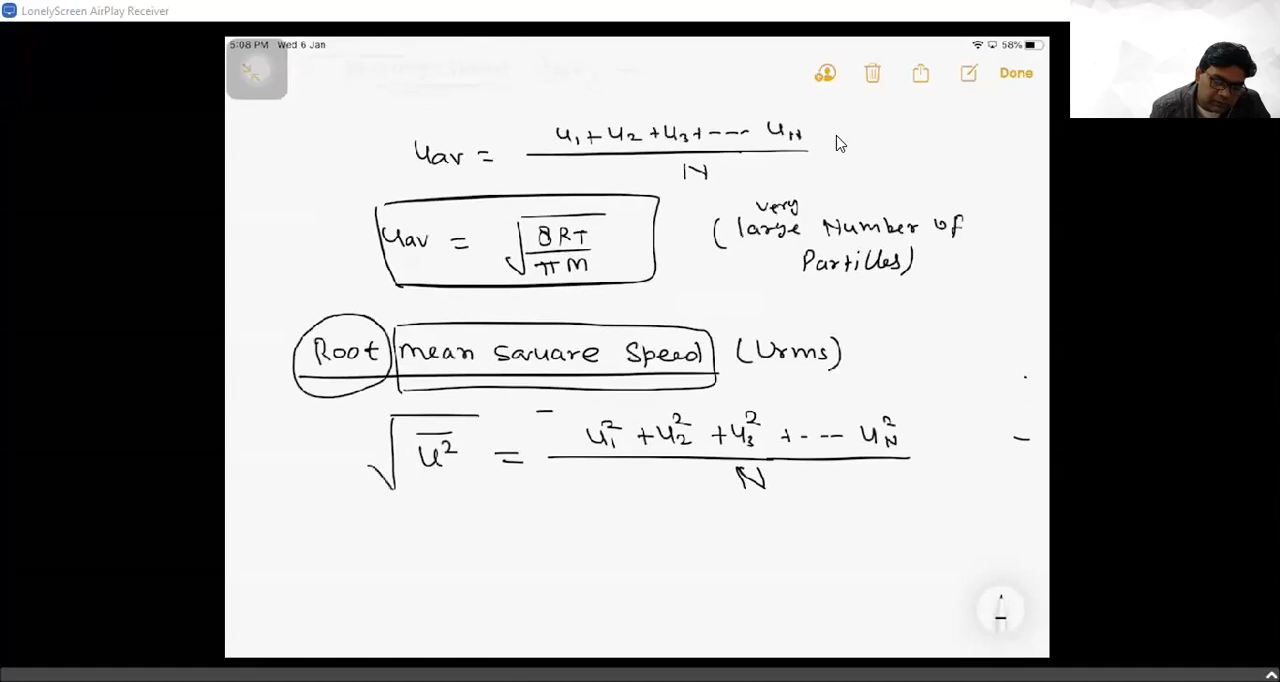 LonelyScreen AirPlay Receiver
5:08 PM Wed 6 Jan
58%
Done
uav = u1 + u2 + u3 + --- uN
N
uav = √8RT
πM
(very large Number of
Particles)
Root mean square Speed (Urms)
√u̅² = u1² + u2² + u3² + - -- uN²
N